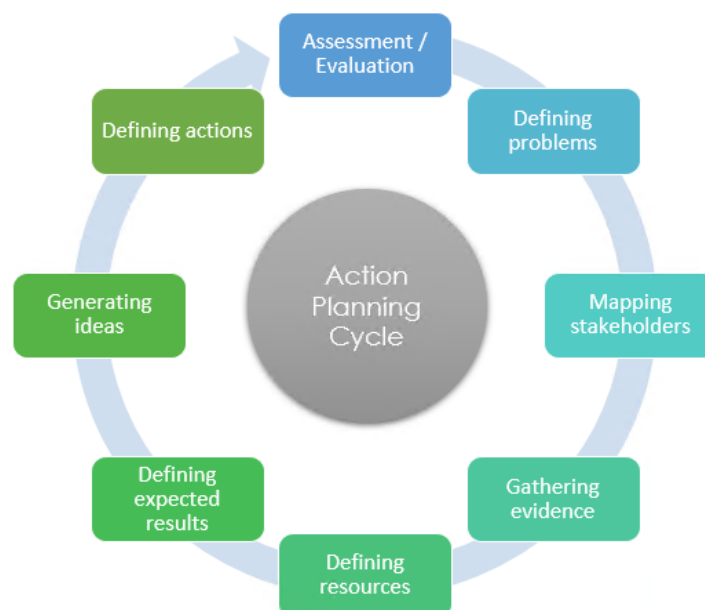 Assessment /
Evaluation
Defining
problems
Mapping
stakeholders
Gathering
evidence
Defining
resources
Defining
expected
results
Generating
ideas
Defining actions
Action
Planning
Cycle